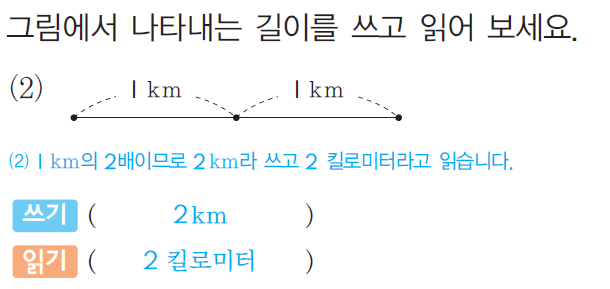 그림에서 나타내는 길이를 쓰고 읽어 보세요.
(2) 1 km 1 km
(2) 1 km의 2배이므로 2 km라 쓰고 2 킬로미터라고 읽습니다.
쓰기 ( 2 km )
읽기 ( 2 킬로미터 )